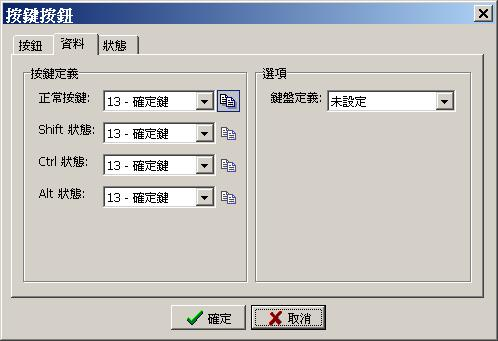 按鍵按鈕
按鈕 資料 狀態
按鍵定義
正常按鍵: 13 - 確定鍵
Shift 狀態: 13 - 確定鍵
Ctrl 狀態: 13 - 確定鍵
Alt 狀態: 13 - 確定鍵
選項
鍵盤定義: 未設定
確定 取消